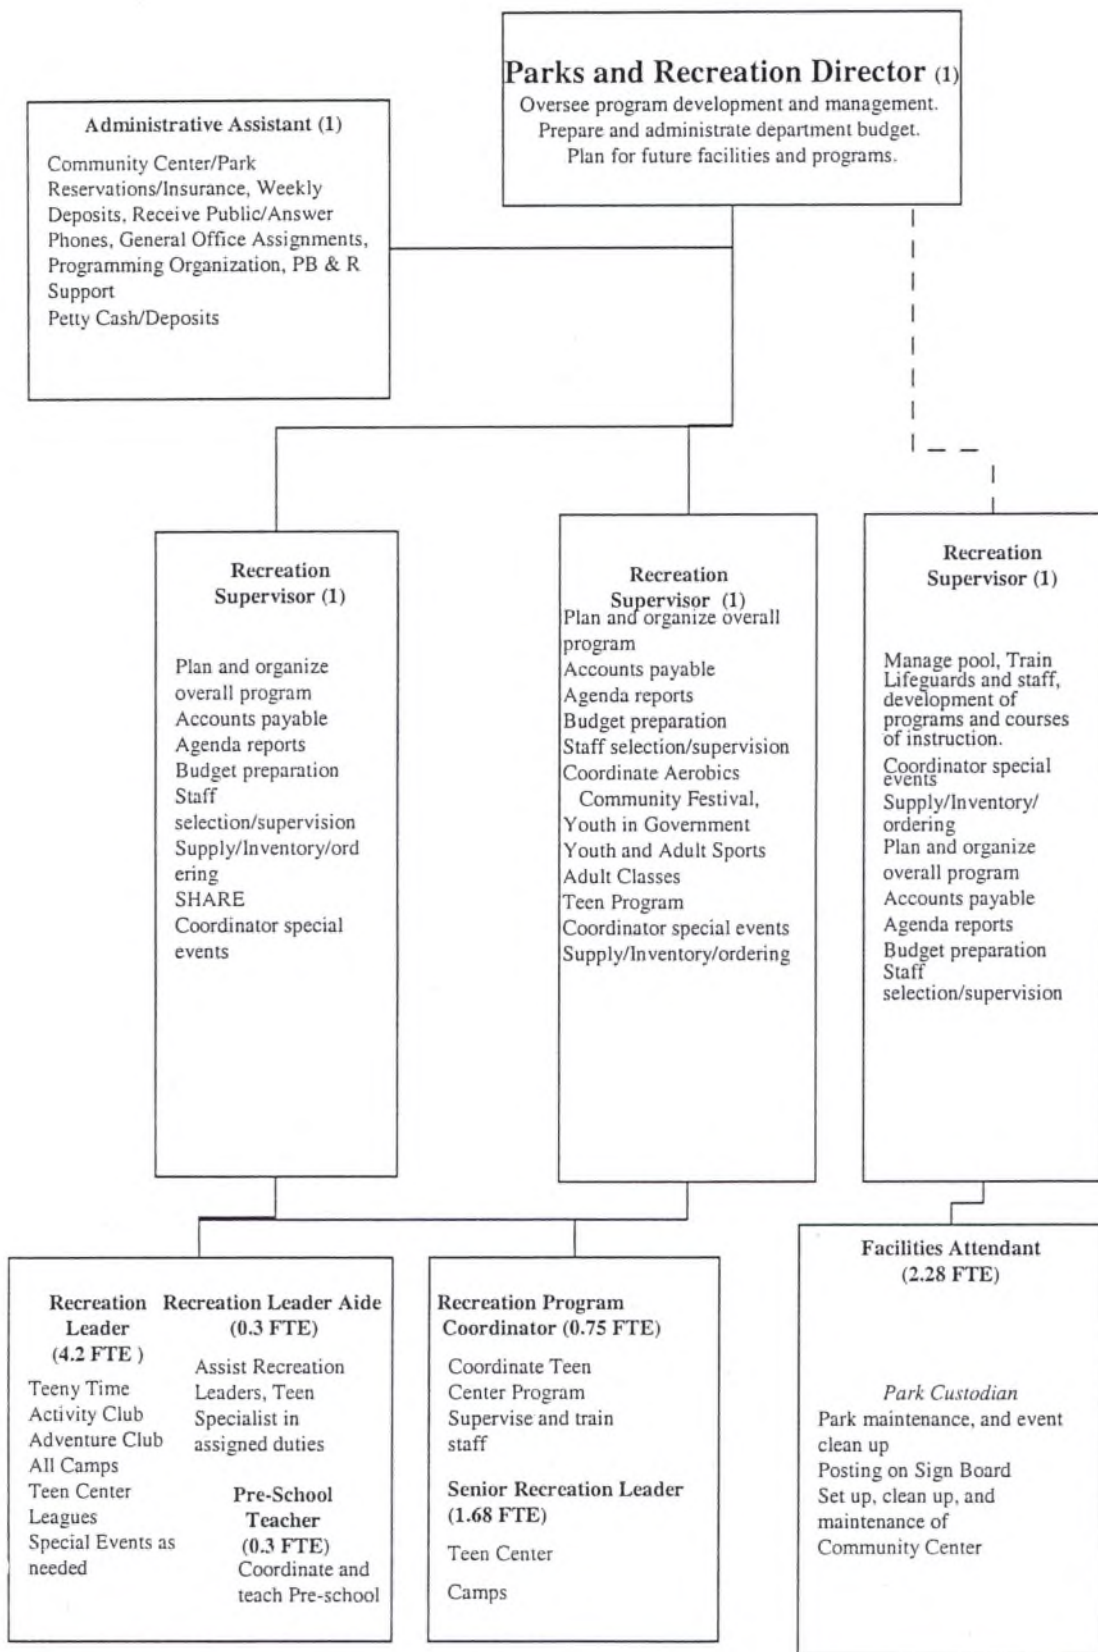 Parks and Recreation Director (1)
Oversee program development and management.
Prepare and administrate department budget.
Plan for future facilities and programs.
Administrative Assistant (1)
Community Center/Park
Reservations/Insurance, Weekly
Deposits, Receive Public/Answer
Phones, General Office Assignments,
Programming Organization, PB & R
Support
Petty Cash/Deposits
Recreation
Supervisor (1)
Plan and organize
overall program
Accounts payable
Agenda reports
Budget preparation
Staff
selection/supervision
Supply/Inventory/ord
ering
SHARE
Coordinator special
events
Recreation
Supervisor (1)
Plan and organize overall
program
Accounts payable
Agenda reports
Budget preparation
Staff selection/supervision
Coordinate Aerobics
Community Festival,
Youth in Government
Youth and Adult Sports
Adult Classes
Teen Program
Coordinator special events
Supply/Inventory/ordering
Recreation
Supervisor (1)
Manage pool, Train
Lifeguards and staff,
development of
programs and courses
of instruction.
Coordinator special
events
Supply/Inventory/
ordering
Plan and organize
overall program
Accounts payable
Agenda reports
Budget preparation
Staff
selection/supervision
Recreation
Leader
(4.2 FTE )
Teeny Time
Activity Club
Adventure Club
All Camps
Teen Center
Leagues
Special Events as
needed
Recreation Leader Aide
(0.3 FTE)
Assist Recreation
Leaders, Teen
Specialist in
assigned duties
Pre-School
Teacher
(0.3 FTE)
Coordinate and
teach Pre-school
Recreation Program
Coordinator (0.75 FTE)
Coordinate Teen
Center Program
Supervise and train
staff
Senior Recreation Leader
(1.68 FTE)
Teen Center
Camps
Facilities Attendant
(2.28 FTE)
Park Custodian
Park maintenance, and event
clean up
Posting on Sign Board
Set up, clean up, and
maintenance of
Community Center